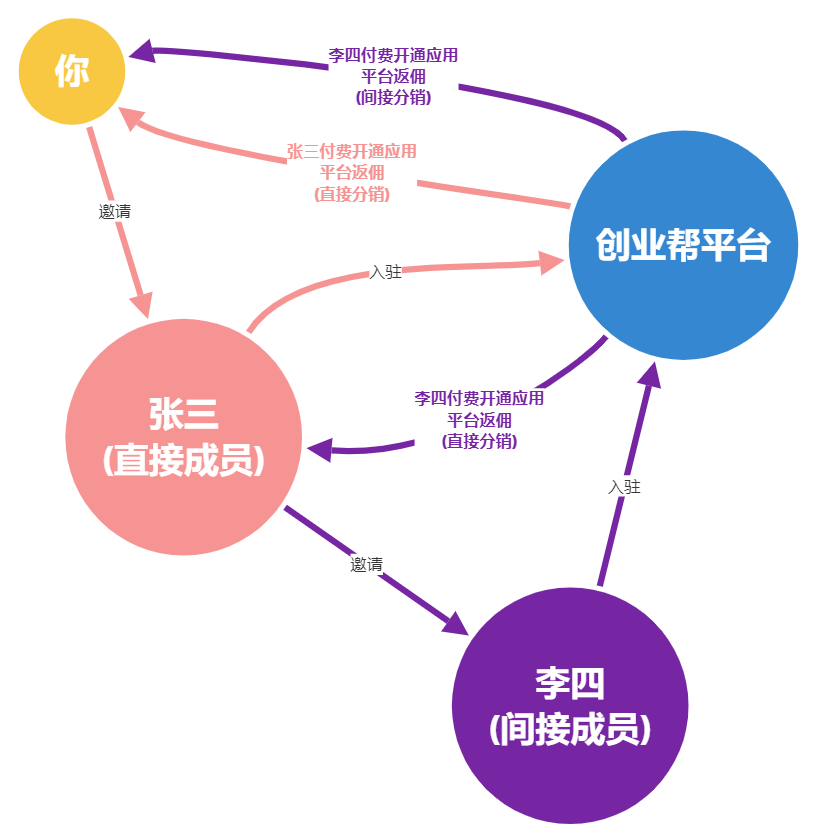 你
李四付费开通应用
平台返佣
(间接分销)
张三付费开通应用
平台返佣
(直接分销)
邀请
创业帮平台
入驻
张三
(直接成员)
李四付费开通应用
平台返佣
(直接分销)
入驻
邀请
李四
(间接成员)